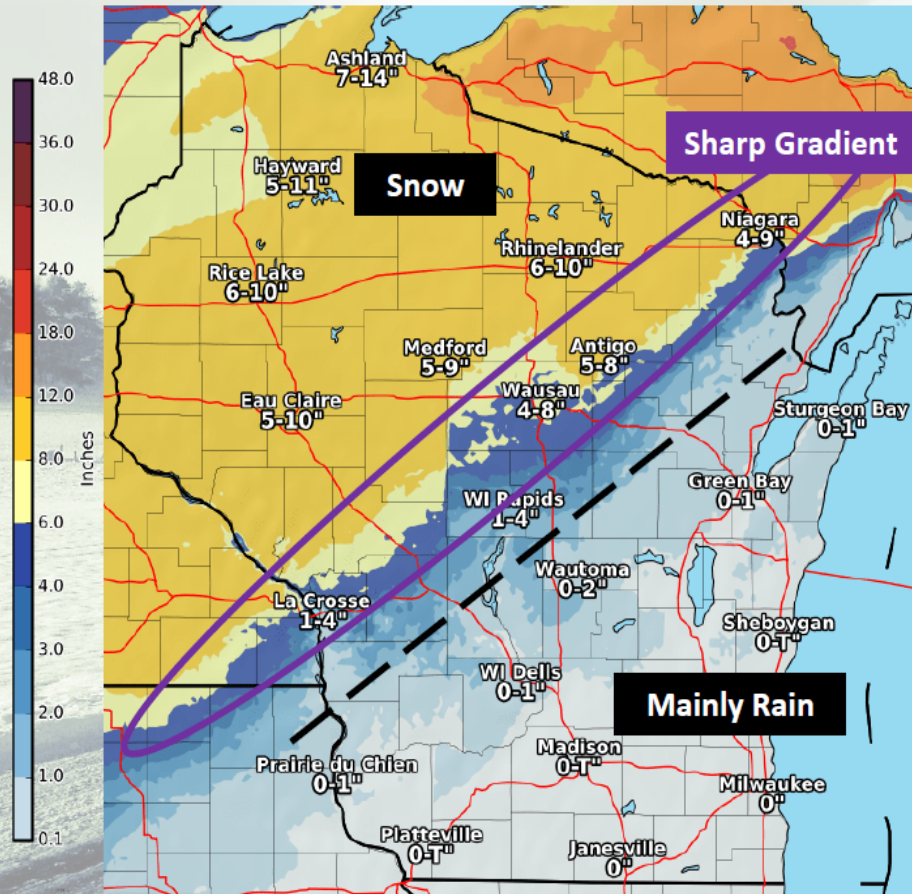 48.0
36.0
30.0
24.0
18.0
12.0
8.0
6.0
4.0
3.0
2.0
1.0
0.1
Inches
Ashland
7-14"
Sharp Gradient
Hayward
5-11"
Snow
Niagara
4-9"
Rhinelander
6-10"
Rice Lake
6-10"
Medford
5-9"
Antigo
5-8"
Wausau
4-8"
Eau Claire
5-10"
Sturgeon Bay
0-1"
Green Bay
0-1"
WI Rapids
1-4"
Wautoma
0-2"
La Crosse
1-4"
Sheboygan
0-T"
WI Dells
0-1"
Mainly Rain
Madison
0-T"
Prairie du Chien
0-1"
Milwaukee
0"
Platteville
0-T"
Janesville
0"